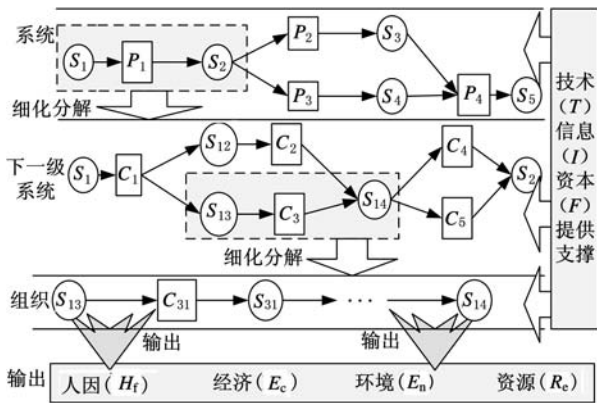 系统
S1 P1 S2 P2 S3
P3 S4 P4 S5
细化分解
下一级
系统
S1 C1 S12 C2 C4
S13 C3 S14 C5 S2
细化分解
组织 S13 C31 S31 ··· S14
输出 输出
输出 人因(Hf) 经济(Ec) 环境(En) 资源(Re)
技术
(T)
信息
(I)
资本
(F)
提供
支撑